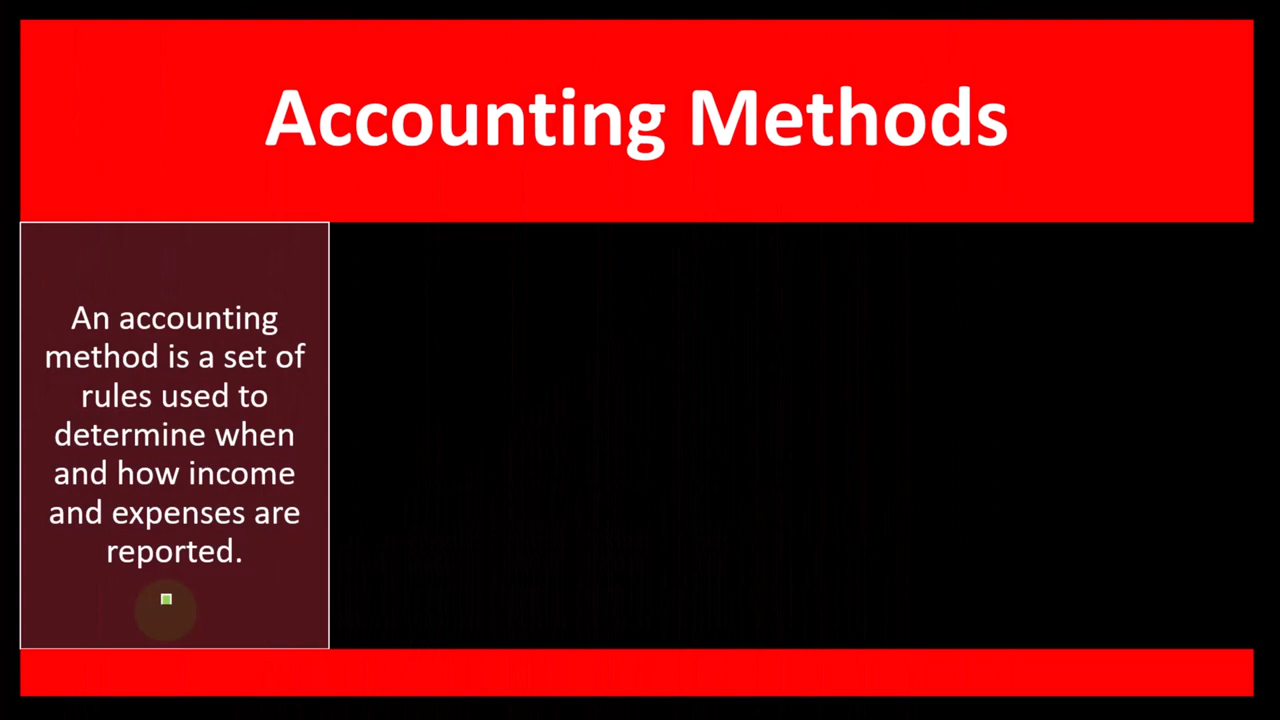 Accounting Methods
An accounting
method is a set of
rules used to
determine when
and how income
and expenses are
reported.